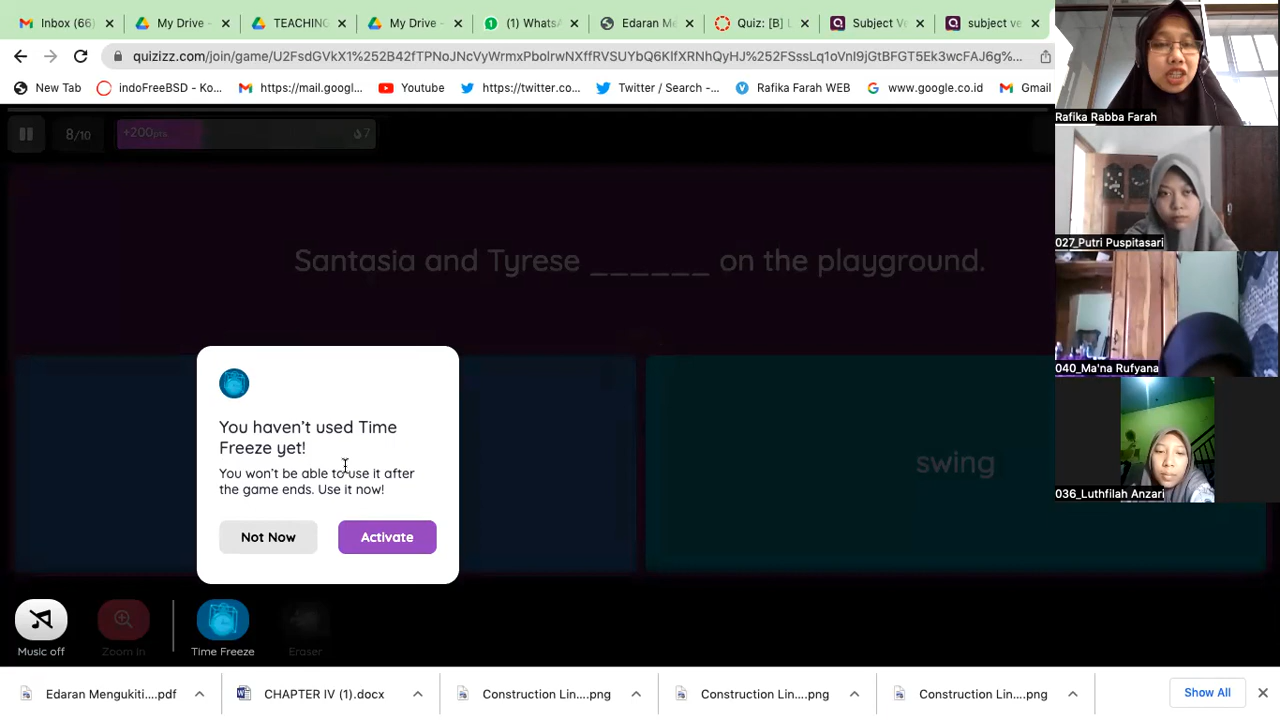 Inbox (66)
My Drive -
TEACHING
My Drive -
(1) WhatsA
Edaran Me
Quiz: [B] L
Subject Ve
subject ve
quizizz.com/join/game/U2FsdGVkX1%252B42fTPNoJNcVyWrmxPbolrwNXffRVSUYbQ6KlfXRNhQyHJ%252FSSsLq1oVnI9jGtBFGT5Ek3wcFAJ6g%...
New Tab
indoFreeBSD - Ko...
https://mail.googl...
Youtube
https://twitter.co...
Twitter / Search -...
Rafika Farah WEB
www.google.co.id
Gmail
Rafika Rabba Farah
8/10
+200pts
7
027_Putri Puspitasari
Santasia and Tyrese ______ on the playground.
040_Ma'na Rufyana
You haven't used Time
Freeze yet!
You won't be able to use it after
the game ends. Use it now!
swing
036_Luthfilah Anzari
Not Now
Activate
Music off
Zoom in
Time Freeze
Eraser
Edaran Mengukiti....pdf
CHAPTER IV (1).docx
Construction Lin....png
Construction Lin....png
Construction Lin....png
Show All